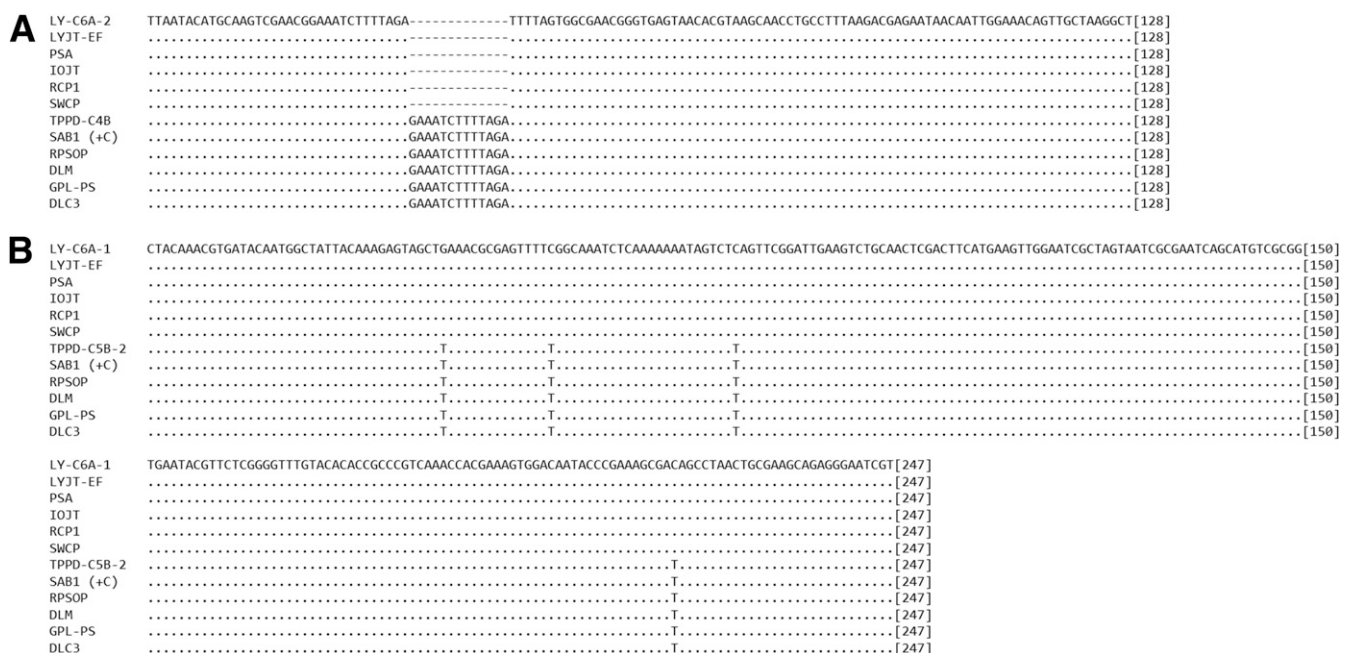 A
LY-C6A-2 TTAATACATGCAAGTCGAACGGAAATCTTTTAGA-------------TTTTAGTGGCGAACGGGTGAGTAACACGTAAGCAACCTGCCTTTAAGACGAGAATAACAATTGGAAACAGTTGCTAAGGCT[128]
LYJT-EF ..................................-------------.................................................................................[128]
PSA ..................................-------------.................................................................................[128]
IOJT ..................................-------------.................................................................................[128]
RCP1 ..................................-------------.................................................................................[128]
SWCP ..................................-------------.................................................................................[128]
TPPD-C4B ..................................GAAATCTTTTAGA.................................................................................[128]
SAB1 (+C) ..................................GAAATCTTTTAGA.................................................................................[128]
RPSOP ..................................GAAATCTTTTAGA.................................................................................[128]
DLM ..................................GAAATCTTTTAGA.................................................................................[128]
GPL-PS ..................................GAAATCTTTTAGA.................................................................................[128]
DLC3 ..................................GAAATCTTTTAGA.................................................................................[128]
B
LY-C6A-1 CTACAAACGTGATACAATGGCTATTACAAAGAGTAGCTGAAACGCGAGTTTTCGGCAAATCTCAAAAAAATAGTCTCAGTTCGGATTGAAGTCTGCAACTCGACTTCATGAAGTTGGAATCGCTAGTAATCGCGAATCAGCATGTCGCGG[150]
LYJT-EF ......................................................................................................................................................[150]
PSA ......................................................................................................................................................[150]
IOJT ......................................................................................................................................................[150]
RCP1 ......................................................................................................................................................[150]
SWCP ......................................................................................................................................................[150]
TPPD-C5B-2 ......................................T.............T.......................T.........................................................................[150]
SAB1 (+C) ......................................T.............T.......................T.........................................................................[150]
RPSOP ......................................T.............T.......................T.........................................................................[150]
DLM ......................................T.............T.......................T.........................................................................[150]
GPL-PS ......................................T.............T.......................T.........................................................................[150]
DLC3 ......................................T.............T.......................T.........................................................................[150]
LY-C6A-1 TGAATACGTTCTCGGGGTTTGTACACACCGCCCGTCAAACCACGAAAGTGGACAATACCCGAAAGCGACAGCCTAACTGCGAAGCAGAGGGAATCGT[247]
LYJT-EF .................................................................................................[247]
PSA .................................................................................................[247]
IOJT .................................................................................................[247]
RCP1 .................................................................................................[247]
SWCP .................................................................................................[247]
TPPD-C5B-2 ....................................................................T............................[247]
SAB1 (+C) ....................................................................T............................[247]
RPSOP ....................................................................T............................[247]
DLM ....................................................................T............................[247]
GPL-PS ....................................................................T............................[247]
DLC3 ....................................................................T............................[247]